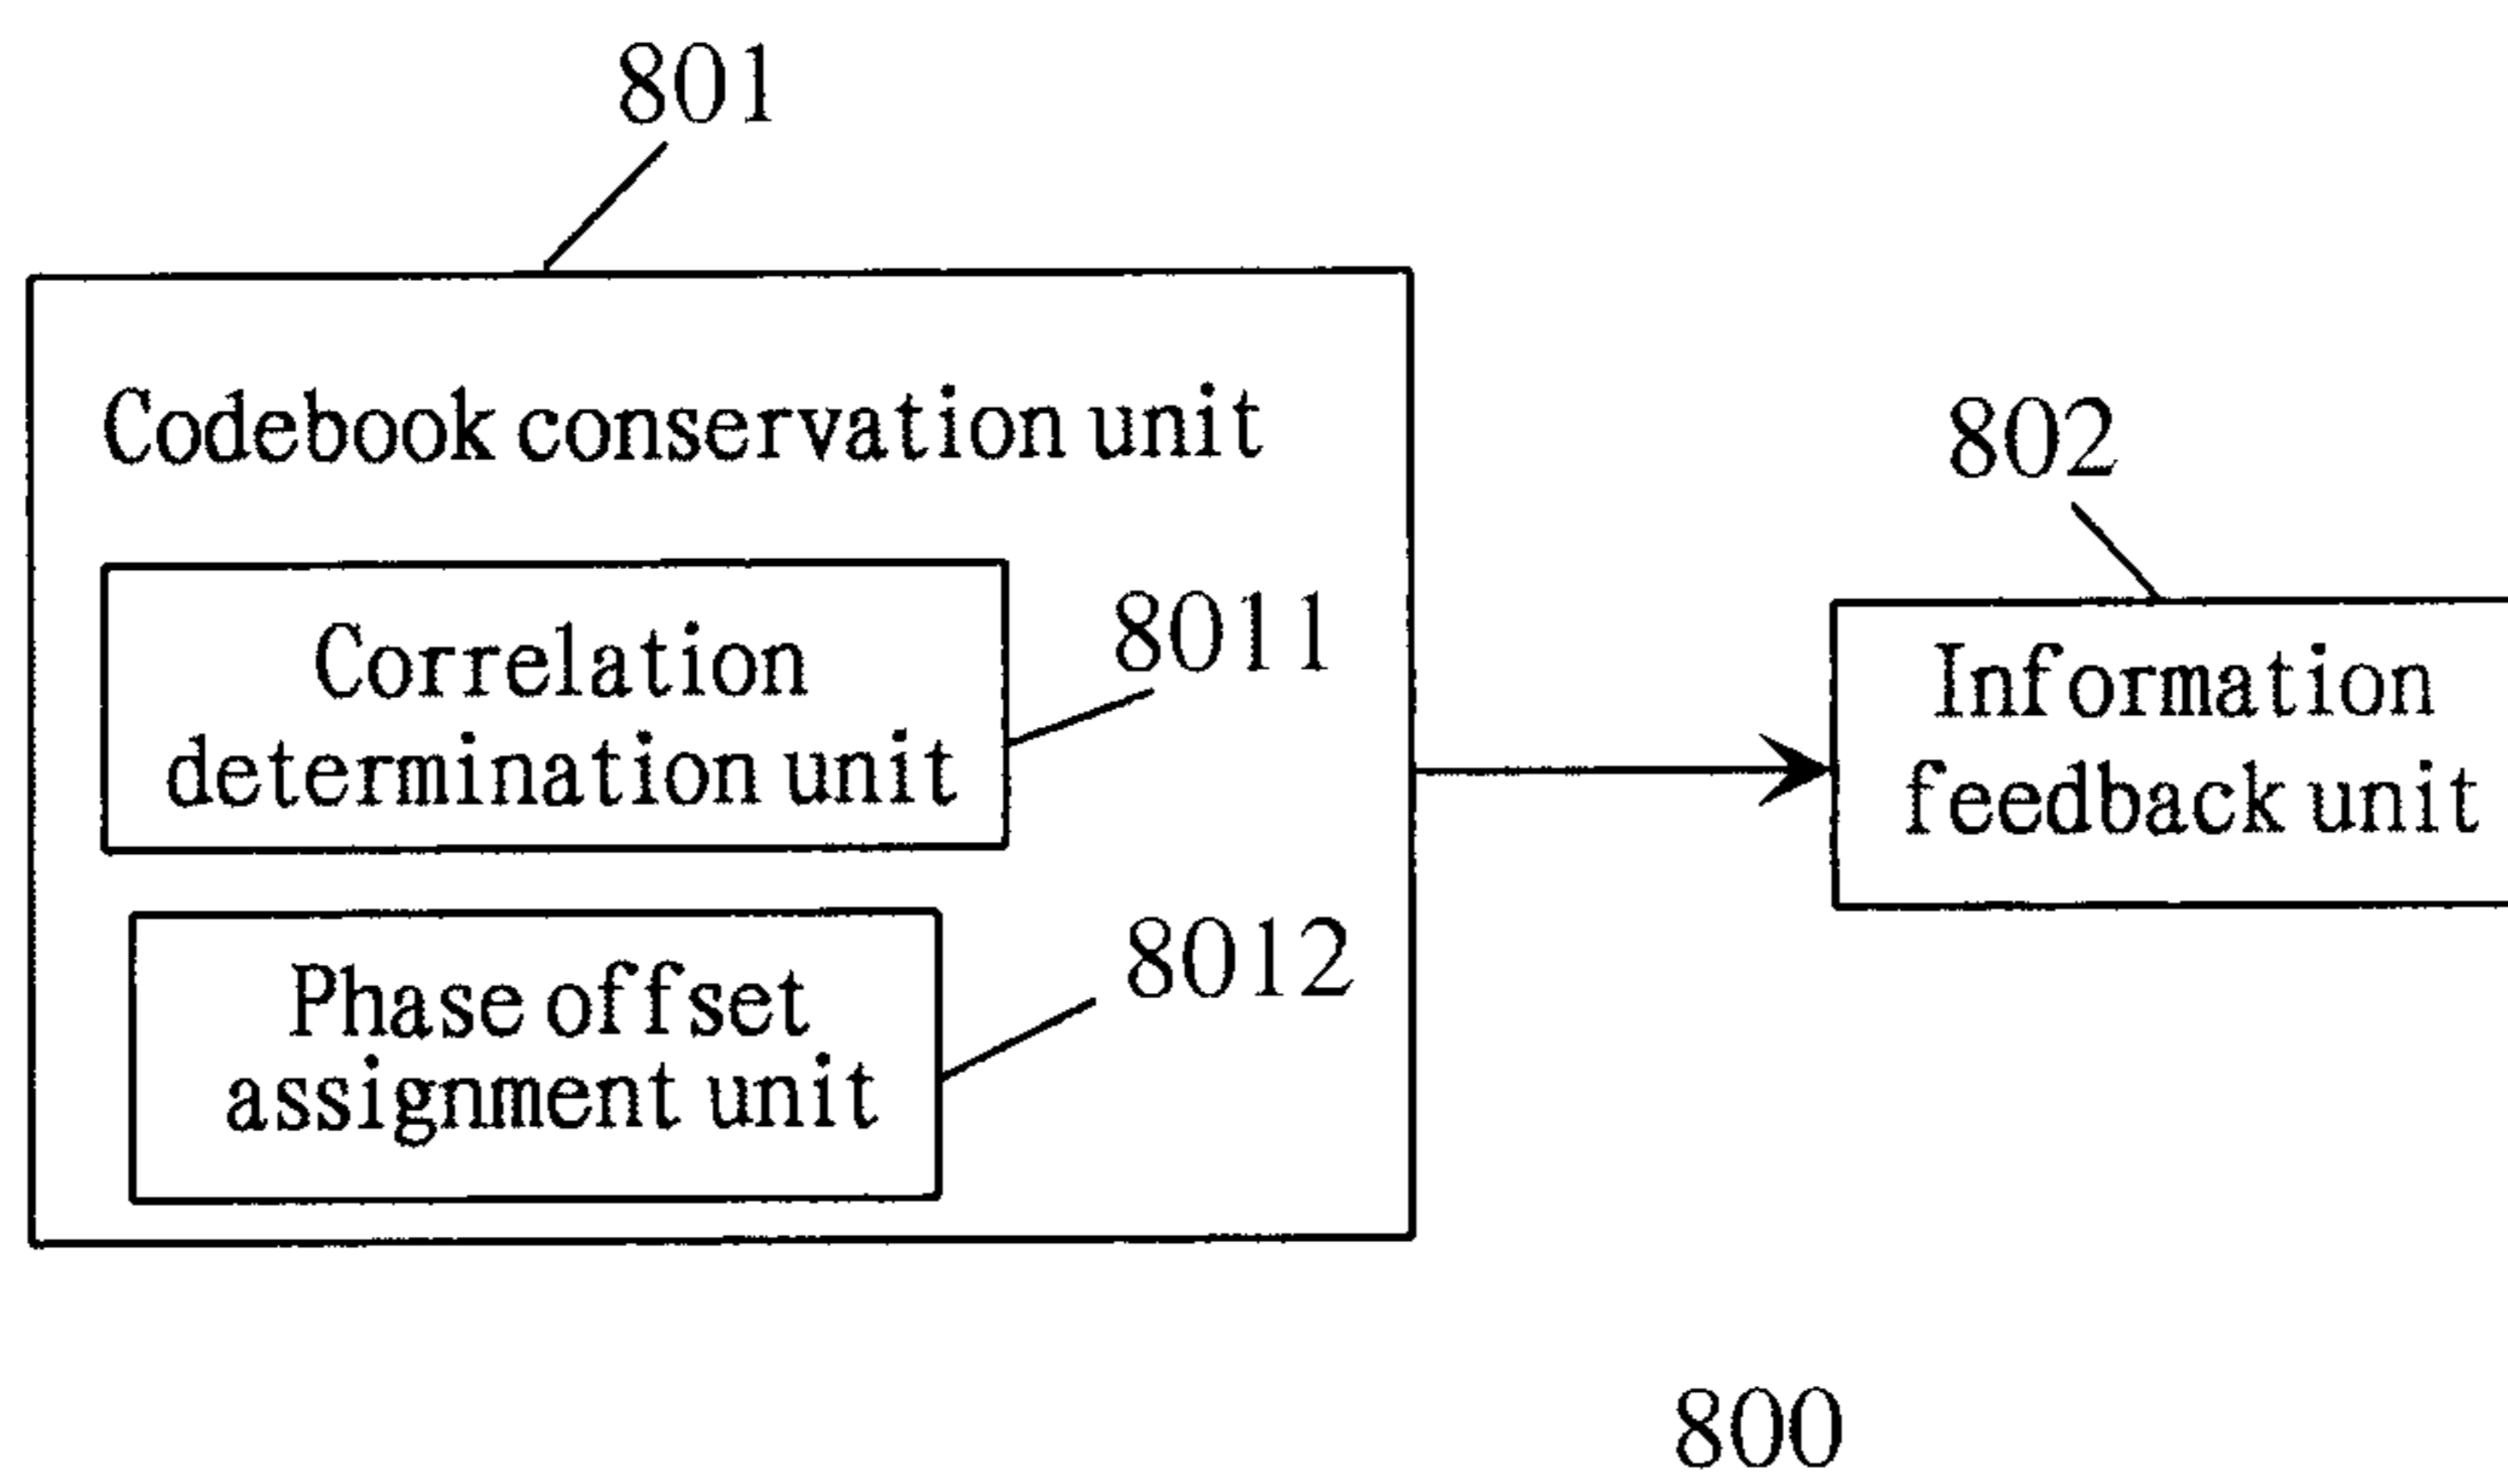 801
Codebook conservation unit
802
Correlation
determination unit
8011
Information
feedback unit
Phase offset
assignment unit
8012
800